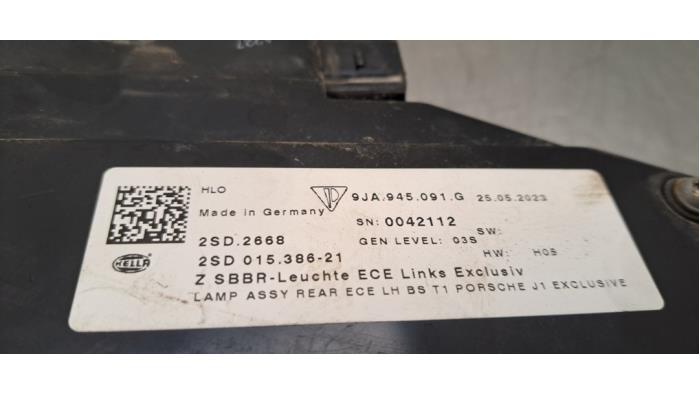 HLO
9JA.945.091.G 25.05.2023
Made in Germany
SN: 0042112
SW:
2SD.2668
GEN LEVEL: 03S
HELLA
2SD 015.386-21
HW: H05
Z SBBR-Leuchte ECE Links Exclusiv
LAMP ASSY REAR ECE LH BS T1 PORSCHE J1 EXCLUSIVE